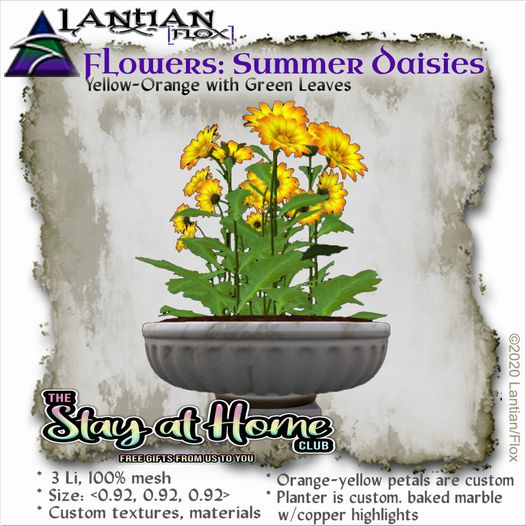 Lantian
[Flox]
Flowers: Summer Daisies
Yellow-Orange with Green Leaves
©2020 Lantian/Flox
THE
Stay at Home
CLUB
FREE GIFTS FROM US TO YOU
* 3 Li, 100% mesh
* Size: <0.92, 0.92, 0.92>
* Custom textures, materials
* Orange-yellow petals are custom
* Planter is custom. baked marble
w/copper highlights